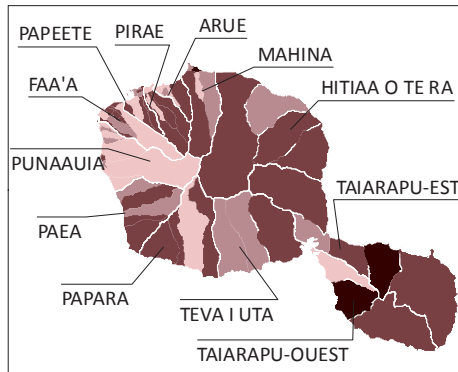 ARUE
PIRAE
PAPEETE
MAHINA
FAA'A
HITIAA O TE RA
PUNAAUIA
TAIARAPU-EST
PAEA
PAPARA
TEVA I UTA
TAIARAPU-OUEST